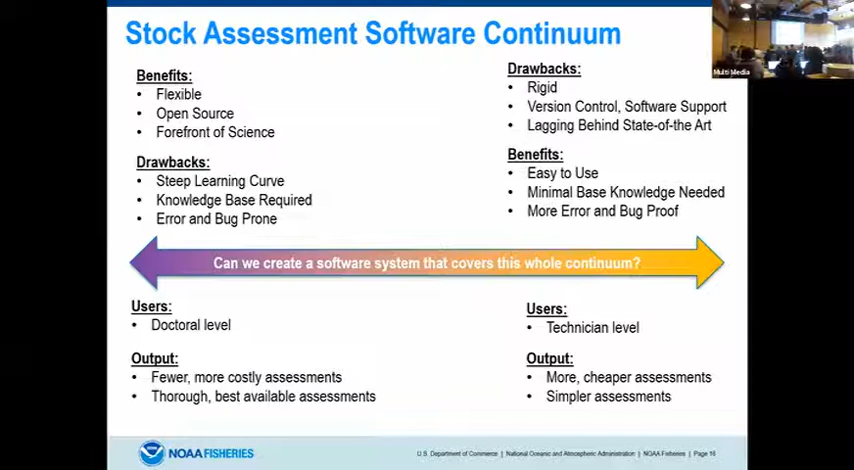 Stock Assessment Software Continuum
Multi Media
Benefits:
• Flexible
• Open Source
• Forefront of Science
Drawbacks:
• Steep Learning Curve
• Knowledge Base Required
• Error and Bug Prone
Drawbacks:
• Rigid
• Version Control, Software Support
• Lagging Behind State-of-the Art
Benefits:
• Easy to Use
• Minimal Base Knowledge Needed
• More Error and Bug Proof
Can we create a software system that covers this whole continuum?
Users:
• Doctoral level
Output:
• Fewer, more costly assessments
• Thorough, best available assessments
Users:
• Technician level
Output:
• More, cheaper assessments
• Simpler assessments
NOAA FISHERIES
U.S. Department of Commerce | National Oceanic and Atmospheric Administration | NOAA Fisheries | Page 16